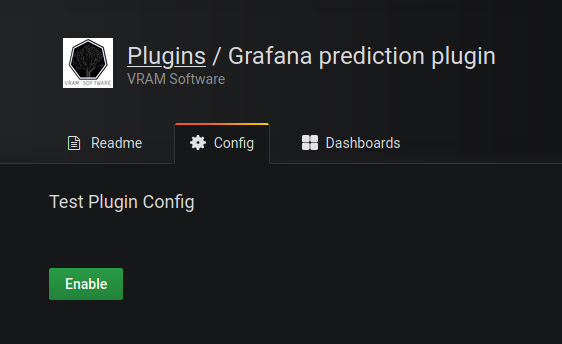 Plugins / Grafana prediction plugin
VRAM SOFTWARE
VRAM Software
Readme
Config
Dashboards
Test Plugin Config
Enable